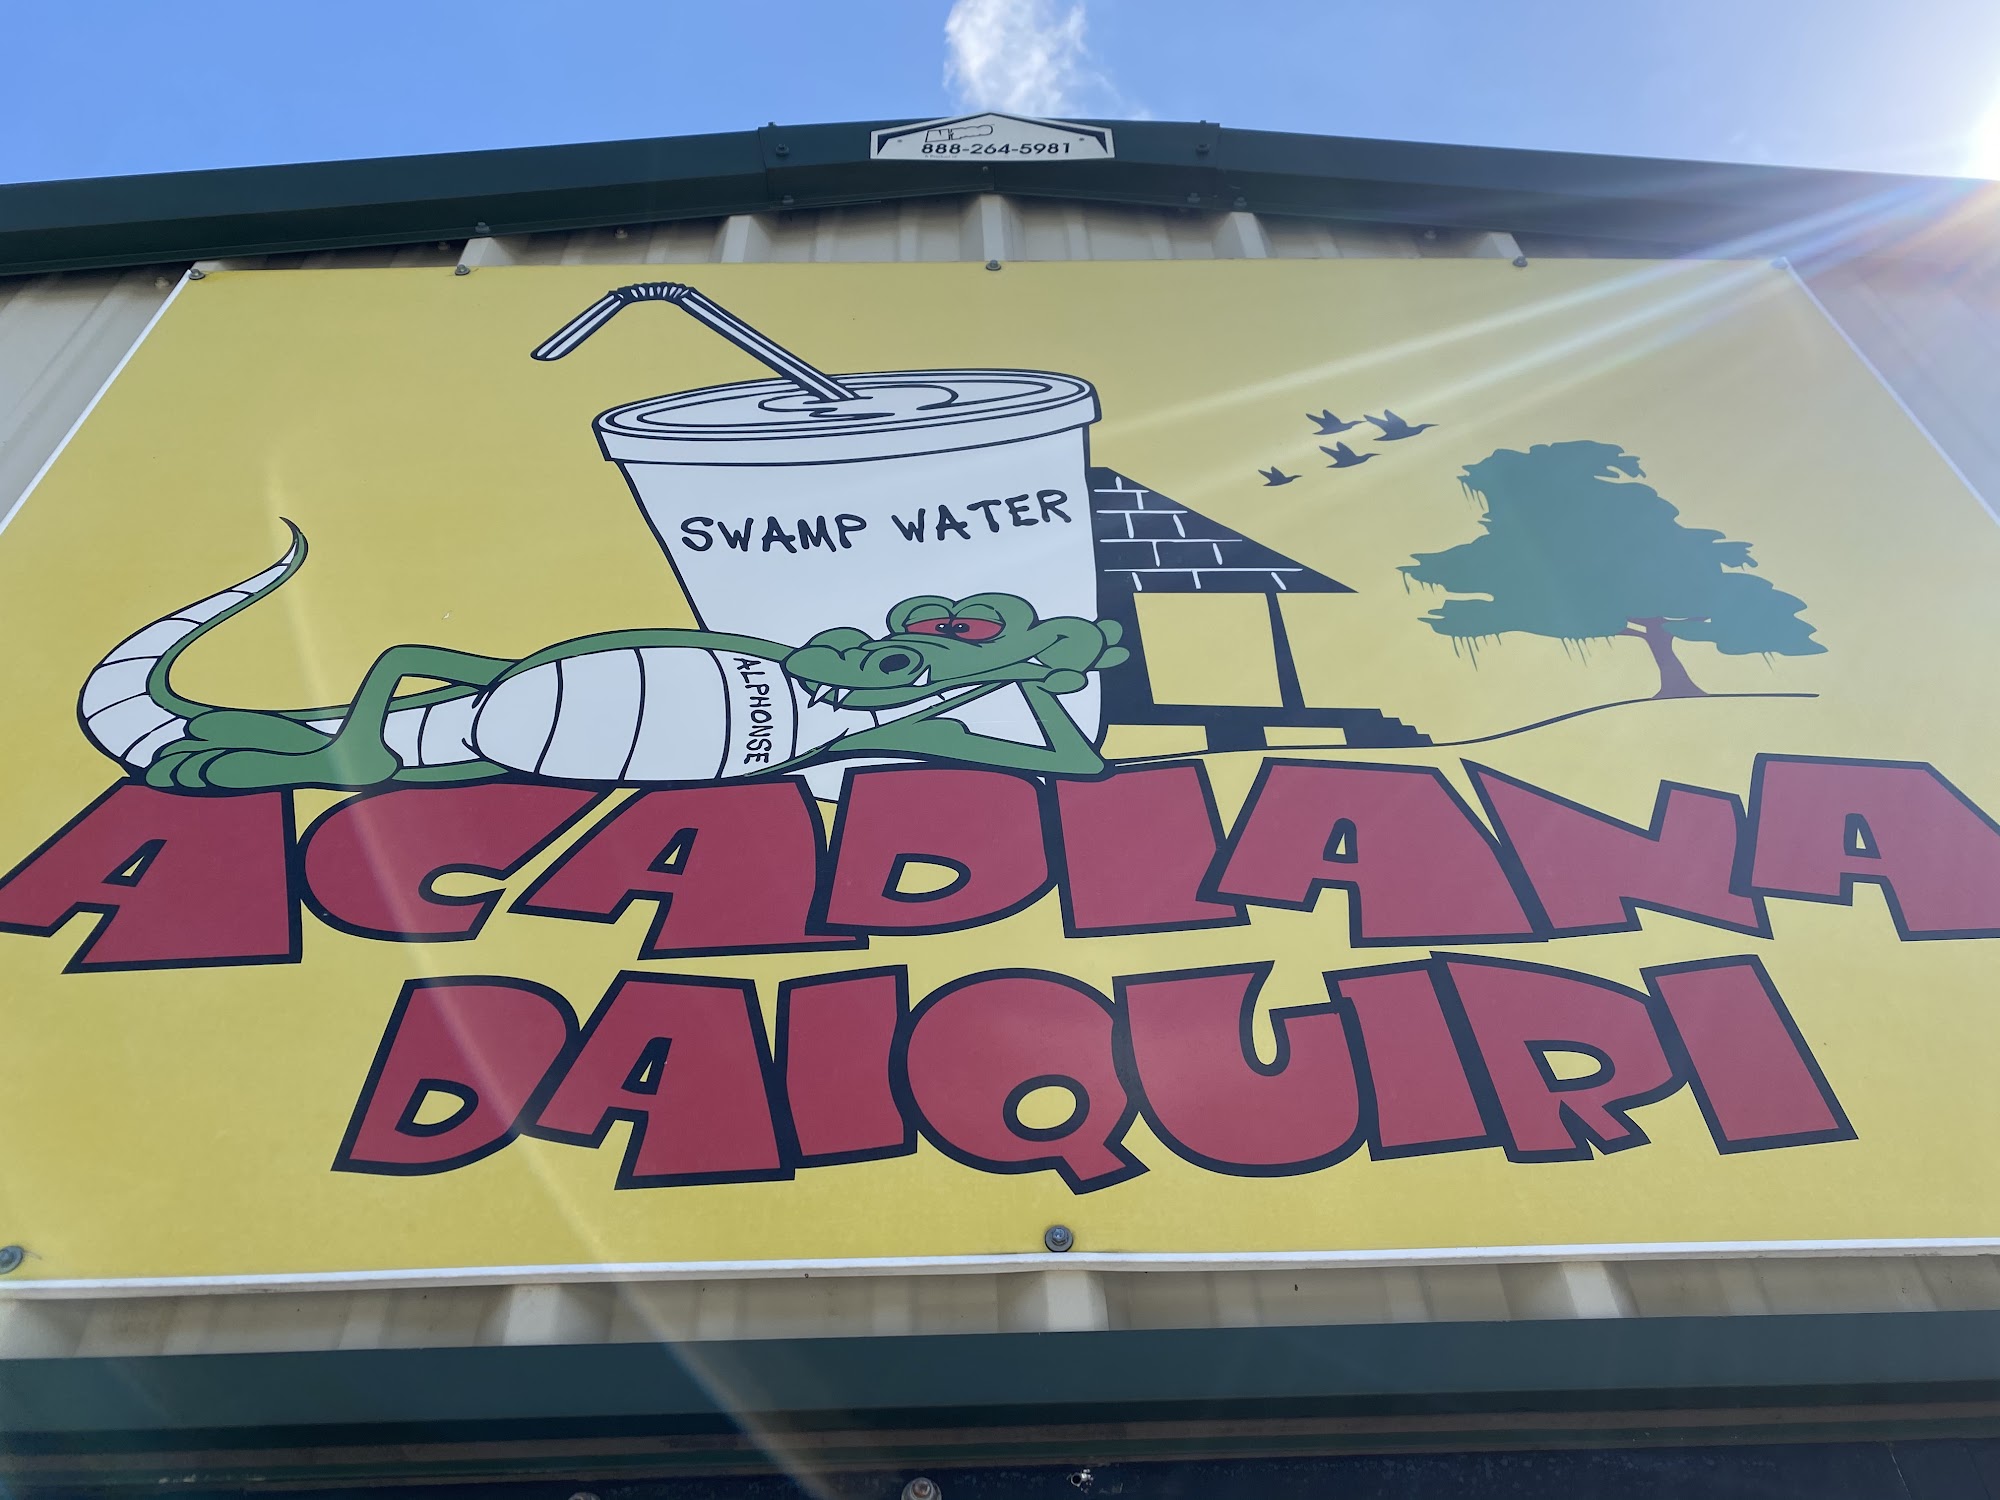 888-264-5981
SWAMP WATER
ALPHONSE
ACADIANA
DAIQUIRI